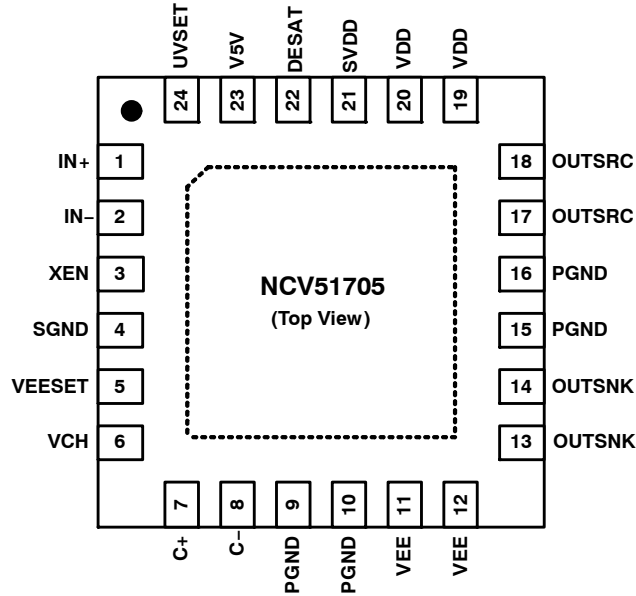 UVSET V5V DESAT SVDD VDD VDD
24 23 22 21 20 19
IN+ 1 18 OUTSRC
IN− 2 17 OUTSRC
XEN 3 16 PGND
NCV51705
(Top View)
SGND 4 15 PGND
VEESET 5 14 OUTSNK
VCH 6 13 OUTSNK
7 8 9 10 11 12
C+ C− PGND PGND VEE VEE